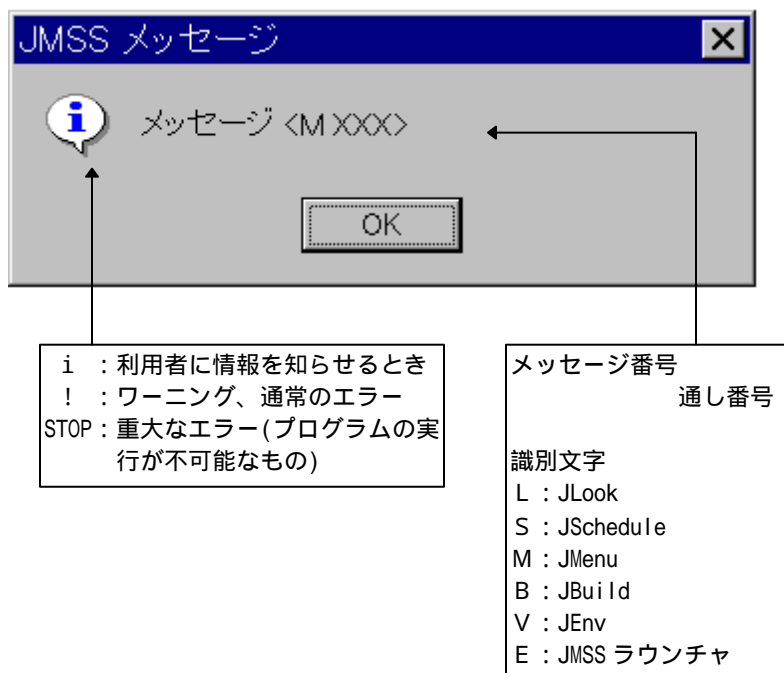 JMSS メッセージ
メッセージ <M XXX>
OK
i ：利用者に情報を知らせるとき
! ：ワーニング、通常のエラー
STOP：重大なエラー(プログラムの実
行が不可能なもの)
メッセージ番号
通し番号
識別文字
L：JLook
S：JSchedule
M：JMenu
B：JBuild
V：JEnv
E：JMSS ラウンチャ